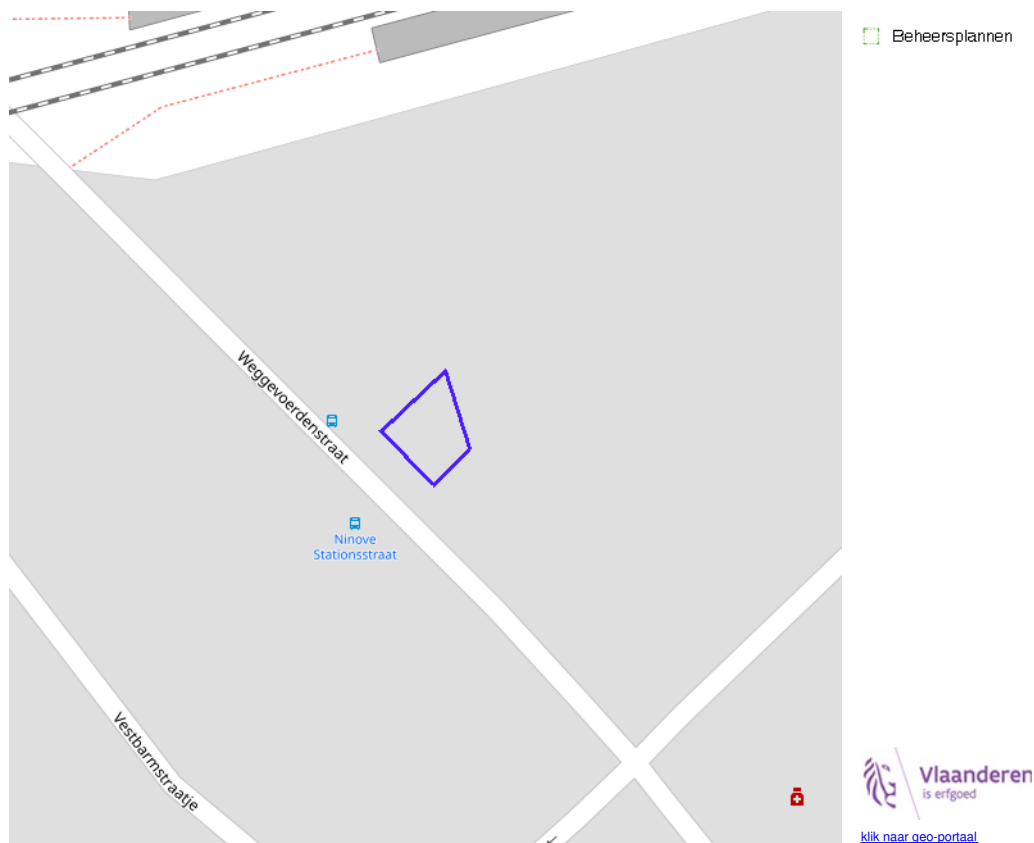 Beheersplannen
Weggevoerdenstraat
Ninove
Stationsstraat
Vestbarmstraatje
Vlaanderen
is erfgoed
klik naar geo-portaal